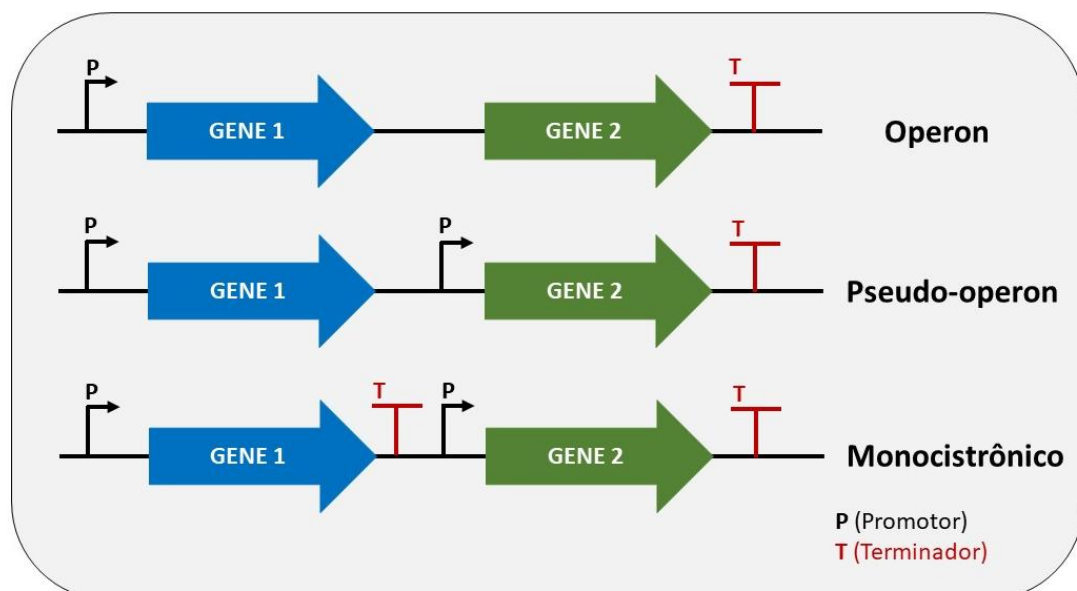 P
T
GENE 1
GENE 2
Operon
P
P
T
GENE 1
GENE 2
Pseudo-operon
P
T
P
T
GENE 1
GENE 2
Monocistrônico
P (Promotor)
T (Terminador)